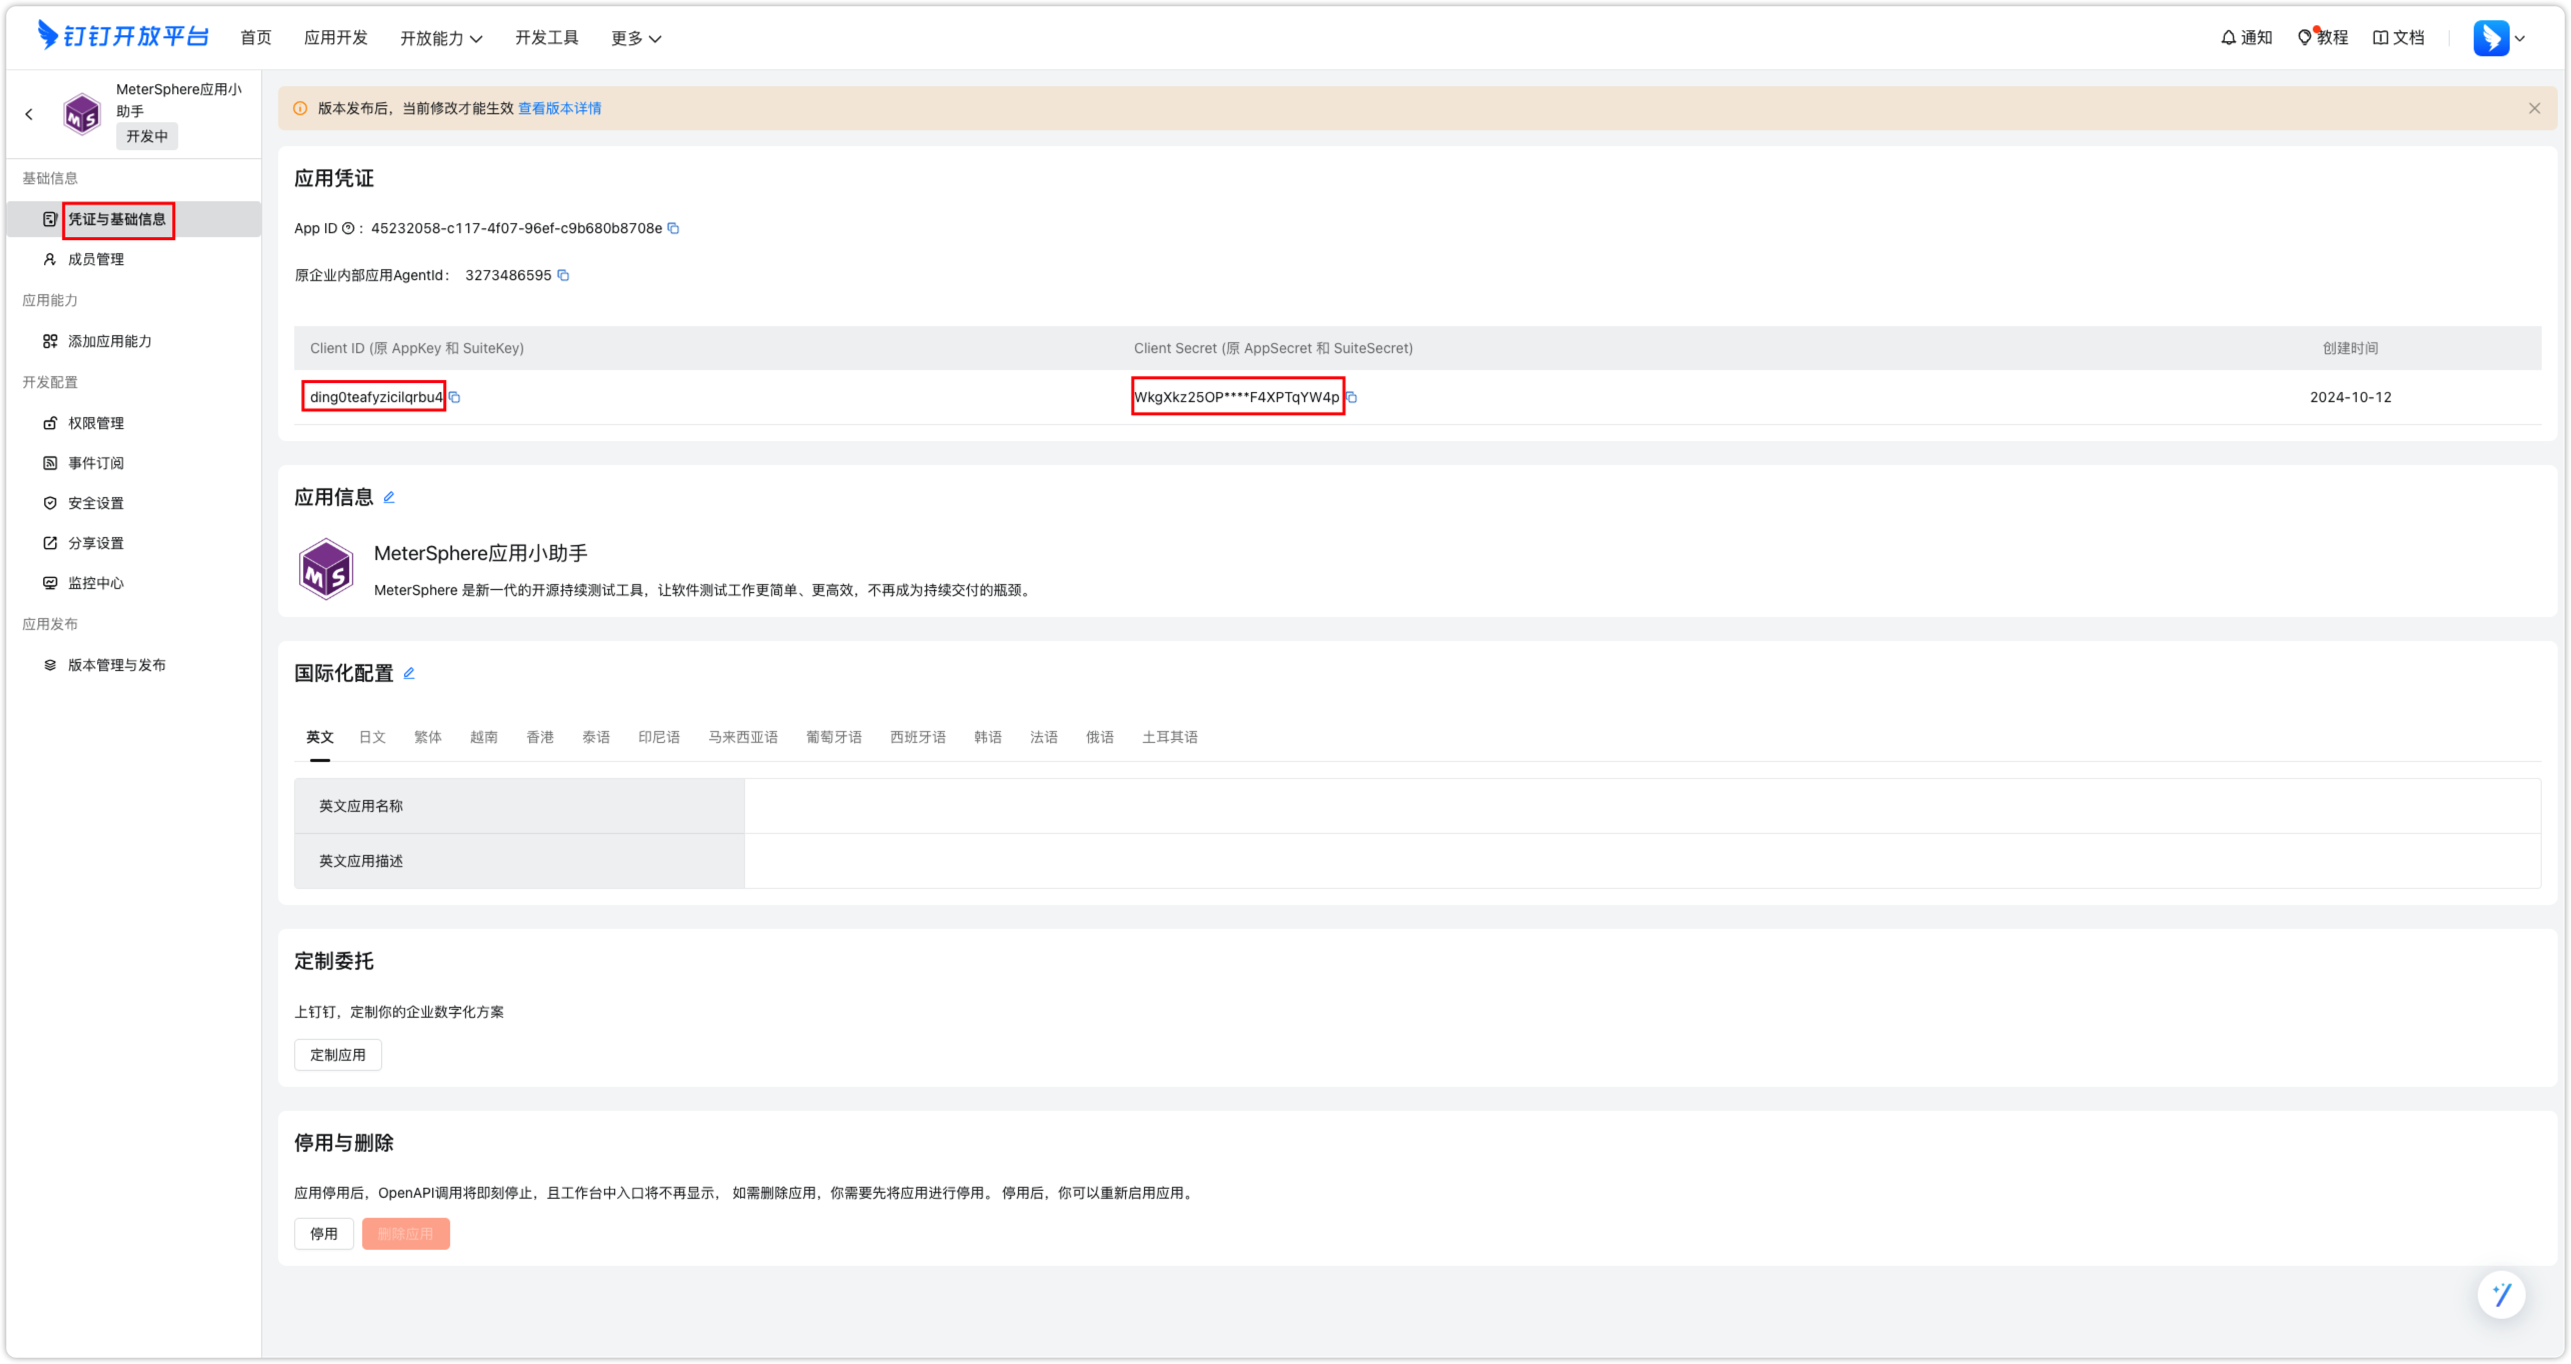 钉钉开放平台 首页 应用开发 开放能力 开发工具 更多 通知 教程 文档
MeterSphere应用小
助手
开发中
基础信息
凭证与基础信息
成员管理
应用能力
添加应用能力
开发配置
权限管理
事件订阅
安全设置
分享设置
监控中心
应用发布
版本管理与发布
版本发布后，当前修改才能生效 查看版本详情
应用凭证
App ID ： 45232058-c117-4f07-96ef-c9b680b8708e
原企业内部应用AgentId： 3273486595
Client ID (原 AppKey 和 SuiteKey) Client Secret (原 AppSecret 和 SuiteSecret) 创建时间
ding0teafyzicilqrbu4 WkgXkz25OP****F4XPTqYW4p 2024-10-12
应用信息
MS
MeterSphere应用小助手
MeterSphere 是新一代的开源持续测试工具，让软件测试工作更简单、更高效，不再成为持续交付的瓶颈。
国际化配置
英文 日文 繁体 越南 香港 泰语 印尼语 马来西亚语 葡萄牙语 西班牙语 韩语 法语 俄语 土耳其语
英文应用名称
英文应用描述
定制委托
上钉钉，定制你的企业数字化方案
定制应用
停用与删除
应用停用后，OpenAPI调用将即刻停止，且工作台中入口将不再显示， 如需删除应用，你需要先将应用进行停用。 停用后，你可以重新启用应用。
停用 删除应用